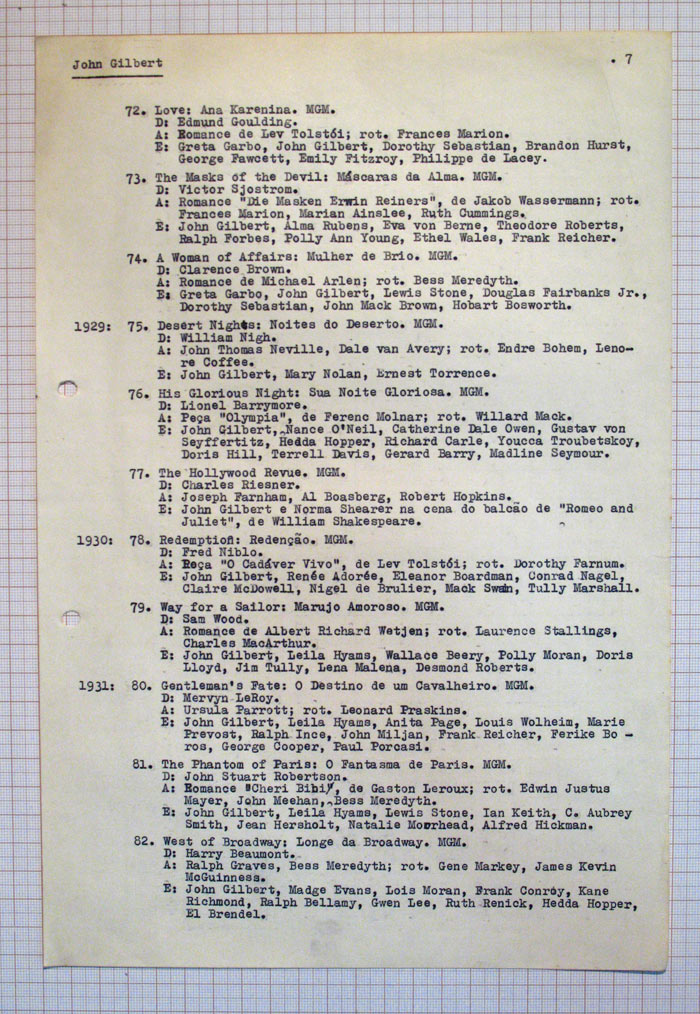 John Gilbert
. 7
72. Love: Ana Karenina. MGM.
D: Edmund Goulding.
A: Romance de Lev Tolstói; rot. Frances Marion.
E: Greta Garbo, John Gilbert, Dorothy Sebastian, Brandon Hurst,
George Fawcett, Emily Fitzroy, Philippe de Lacey.
73. The Masks of the Devil: Máscaras da Alma. MGM.
D: Victor Sjostrom.
A: Romance "Die Masken Erwin Reiners", de Jakob Wassermann; rot.
Frances Marion, Marian Ainslee, Ruth Cummings.
E: John Gilbert, Alma Rubens, Eva von Berne, Theodore Roberts,
Ralph Forbes, Polly Ann Young, Ethel Wales, Frank Reicher.
74. A Woman of Affairs: Mulher de Brio. MGM.
D: Clarence Brown.
A: Romance de Michael Arlen; rot. Bess Meredyth.
E: Greta Garbo, John Gilbert, Lewis Stone, Douglas Fairbanks Jr.,
Dorothy Sebastian, John Mack Brown, Hobart Bosworth.
1929: 75. Desert Nights: Noites do Deserto. MGM.
D: William Nigh.
A: John Thomas Neville, Dale van Avery; rot. Endre Bohem, Leno-
re Coffee.
E: John Gilbert, Mary Nolan, Ernest Torrence.
76. His Glorious Night: Sua Noite Gloriosa. MGM.
D: Lionel Barrymore.
A: Peça "Olympia", de Ferenc Molnar; rot. Willard Mack.
E: John Gilbert, Nance O'Neil, Catherine Dale Owen, Gustav von
Seyffertitz, Hedda Hopper, Richard Carle, Youcca Troubetskoy,
Doris Hill, Terrell Davis, Gerard Barry, Madline Seymour.
77. The Hollywood Revue. MGM.
D: Charles Riesner.
A: Joseph Farnham, Al Boasberg, Robert Hopkins.
E: John Gilbert e Norma Shearer na cena do balcão de "Romeo and
Juliet", de William Shakespeare.
1930: 78. Redemption: Redenção. MGM.
D: Fred Niblo.
A: Peça "O Cadáver Vivo", de Lev Tolstói; rot. Dorothy Farnum.
E: John Gilbert, Renée Adorée, Eleanor Boardman, Conrad Nagel,
Claire McDowell, Nigel de Brulier, Mack Swan, Tully Marshall.
79. Way for a Sailor: Marujo Amoroso. MGM.
D: Sam Wood.
A: Romance de Albert Richard Wetjen; rot. Laurence Stallings,
Charles MacArthur.
E: John Gilbert, Leila Hyams, Wallace Beery, Polly Moran, Doris
Lloyd, Jim Tully, Lena Malena, Desmond Roberts.
1931: 80. Gentleman's Fate: O Destino de um Cavalheiro. MGM.
D: Mervyn LeRoy.
A: Ursula Parrott; rot. Leonard Praskins.
E: John Gilbert, Leila Hyams, Anita Page, Louis Wolheim, Marie
Prevost, Ralph Ince, John Miljan, Frank Reicher, Ferike Bo -
ros, George Cooper, Paul Porcasi.
81. The Phantom of Paris: O Fantasma de Paris. MGM.
D: John Stuart Robertson.
A: Romance "Cheri Bibi", de Gaston Leroux; rot. Edwin Justus
Mayer, John Meehan, Bess Meredyth.
E: John Gilbert, Leila Hyams, Lewis Stone, Ian Keith, C. Aubrey
Smith, Jean Hersholt, Natalie Moorhead, Alfred Hickman.
82. West of Broadway: Longe da Broadway. MGM.
D: Harry Beaumont.
A: Ralph Graves, Bess Meredyth; rot. Gene Markey, James Kevin
McGuinness.
E: John Gilbert, Madge Evans, Lois Moran, Frank Conroy, Kane
Richmond, Ralph Bellamy, Gwen Lee, Ruth Renick, Hedda Hopper,
El Brendel.